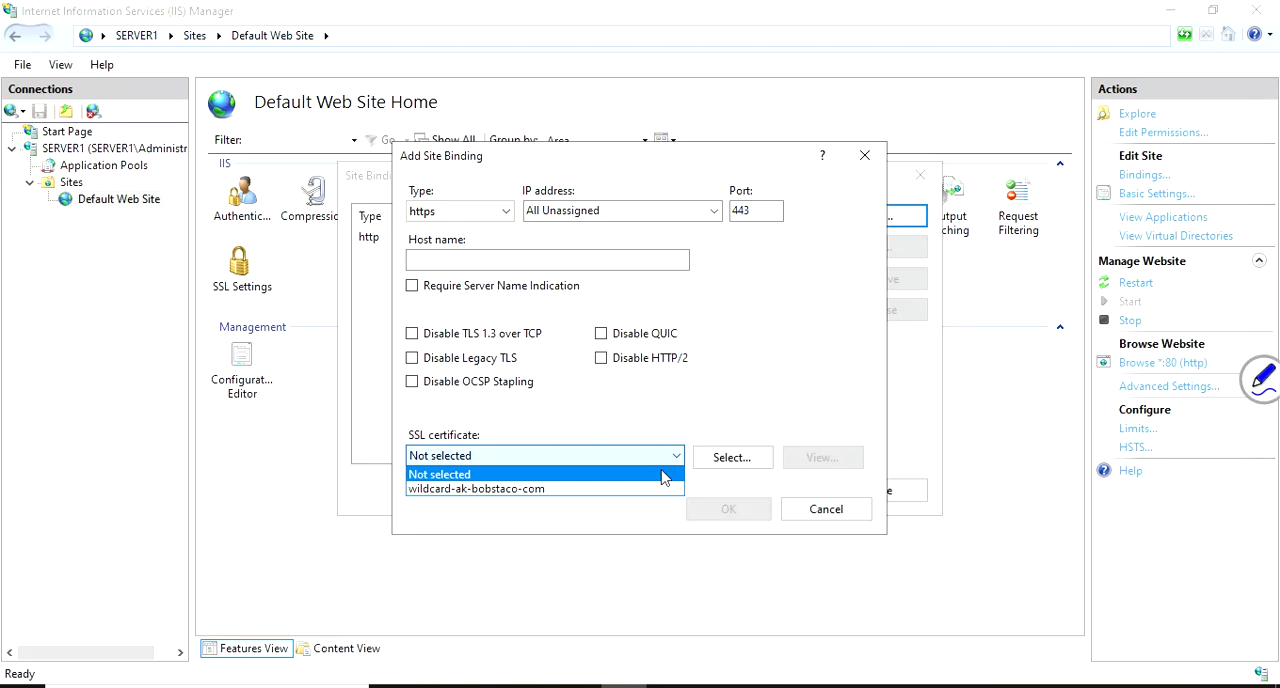 Internet Information Services (IIS) Manager
SERVER1 Sites Default Web Site
File View Help
Connections
Start Page
SERVER1 (SERVER1\Administr
Application Pools
Sites
Default Web Site
Default Web Site Home
Filter: Go Show All Group by: Area
IIS
Authentic... Compressic
SSL Settings
Management
Configurat...
Editor
Request
Filtering
Site Bind
Type
http
Add Site Binding
?
Type: IP address: Port:
https All Unassigned 443
Host name:
Require Server Name Indication
Disable TLS 1.3 over TCP Disable QUIC
Disable Legacy TLS Disable HTTP/2
Disable OCSP Stapling
SSL certificate:
Not selected Select... View...
Not selected
wildcard-ak-bobstaco-com
OK Cancel
Features View Content View
Actions
Explore
Edit Permissions...
Edit Site
Bindings...
Basic Settings...
View Applications
View Virtual Directories
Manage Website
Restart
Start
Stop
Browse Website
Browse *:80 (http)
Advanced Settings...
Configure
Limits...
HSTS...
Help
Ready